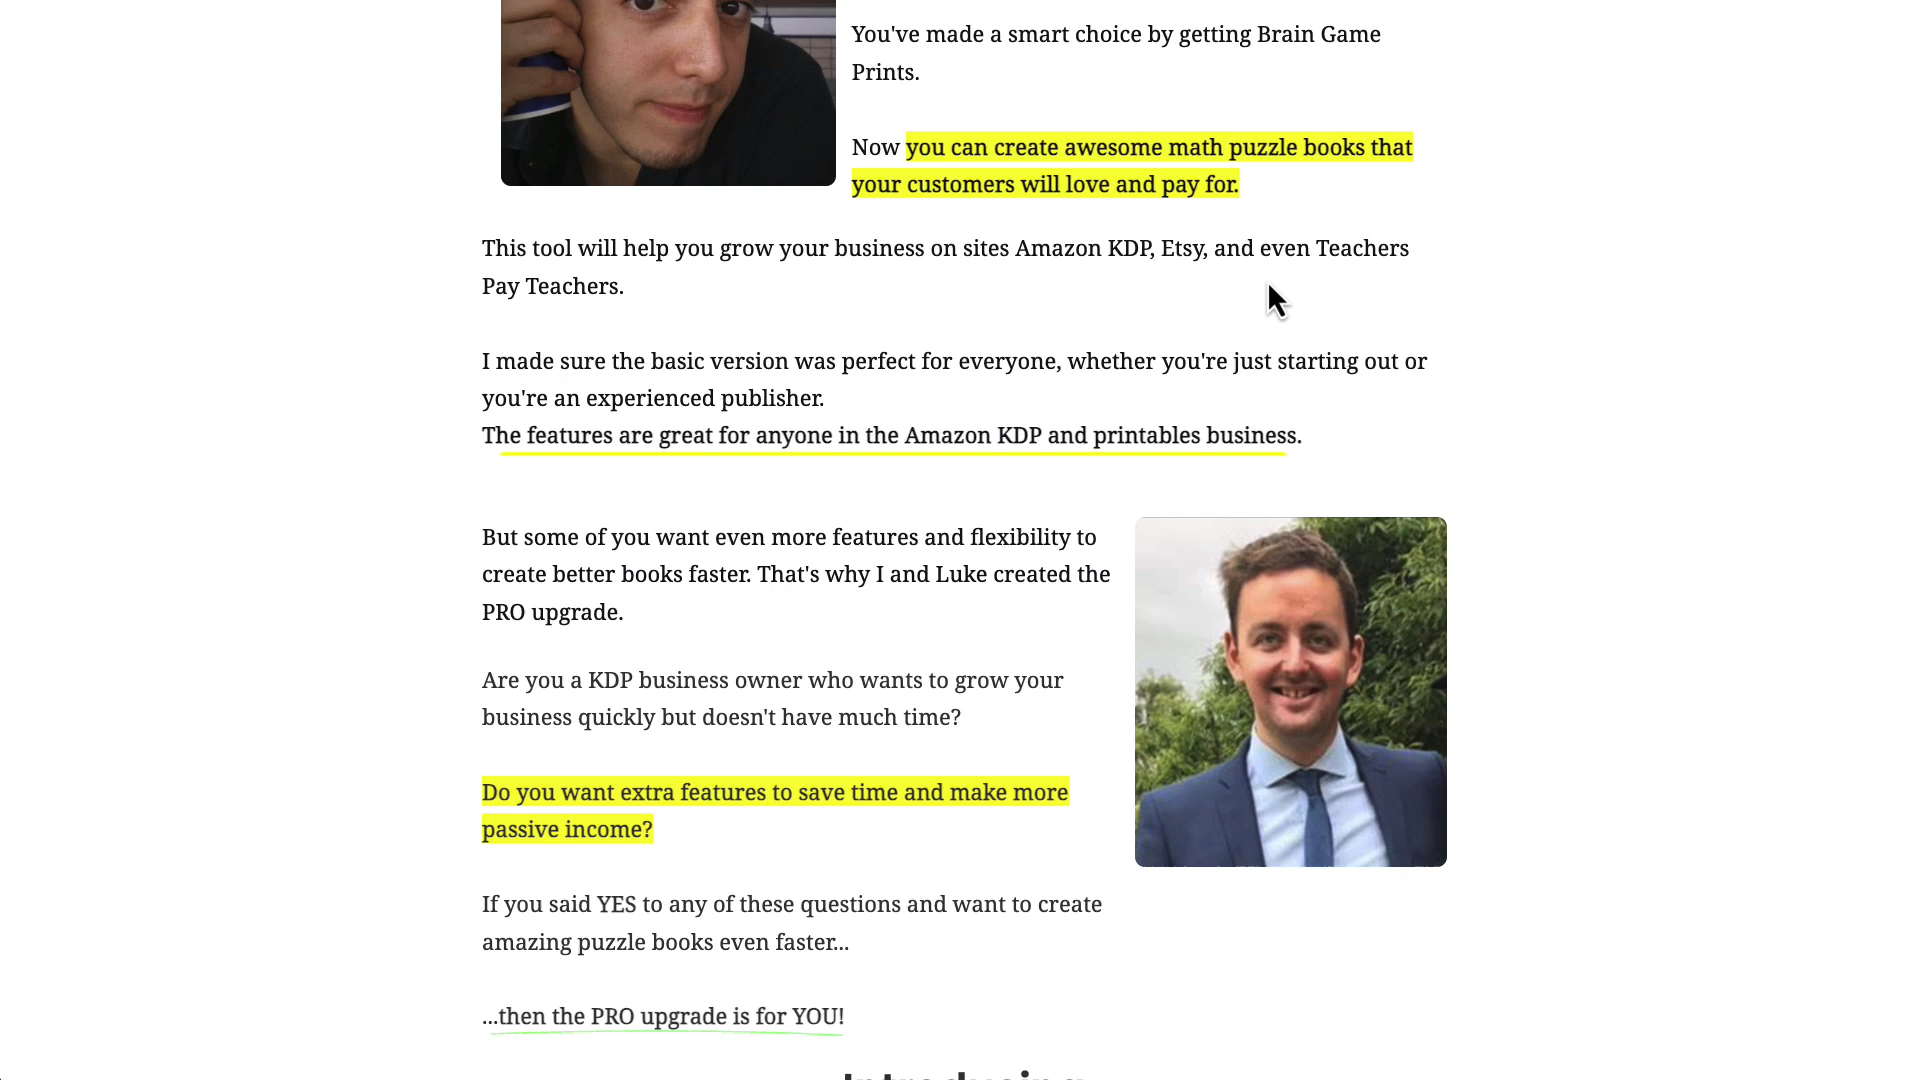 You've made a smart choice by getting Brain Game
Prints.
Now you can create awesome math puzzle books that
your customers will love and pay for.
This tool will help you grow your business on sites Amazon KDP, Etsy, and even Teachers
Pay Teachers.
I made sure the basic version was perfect for everyone, whether you're just starting out or
you're an experienced publisher.
The features are great for anyone in the Amazon KDP and printables business.
But some of you want even more features and flexibility to
create better books faster. That's why I and Luke created the
PRO upgrade.
Are you a KDP business owner who wants to grow your
business quickly but doesn't have much time?
Do you want extra features to save time and make more
passive income?
If you said YES to any of these questions and want to create
amazing puzzle books even faster...
...then the PRO upgrade is for YOU!
Introducing